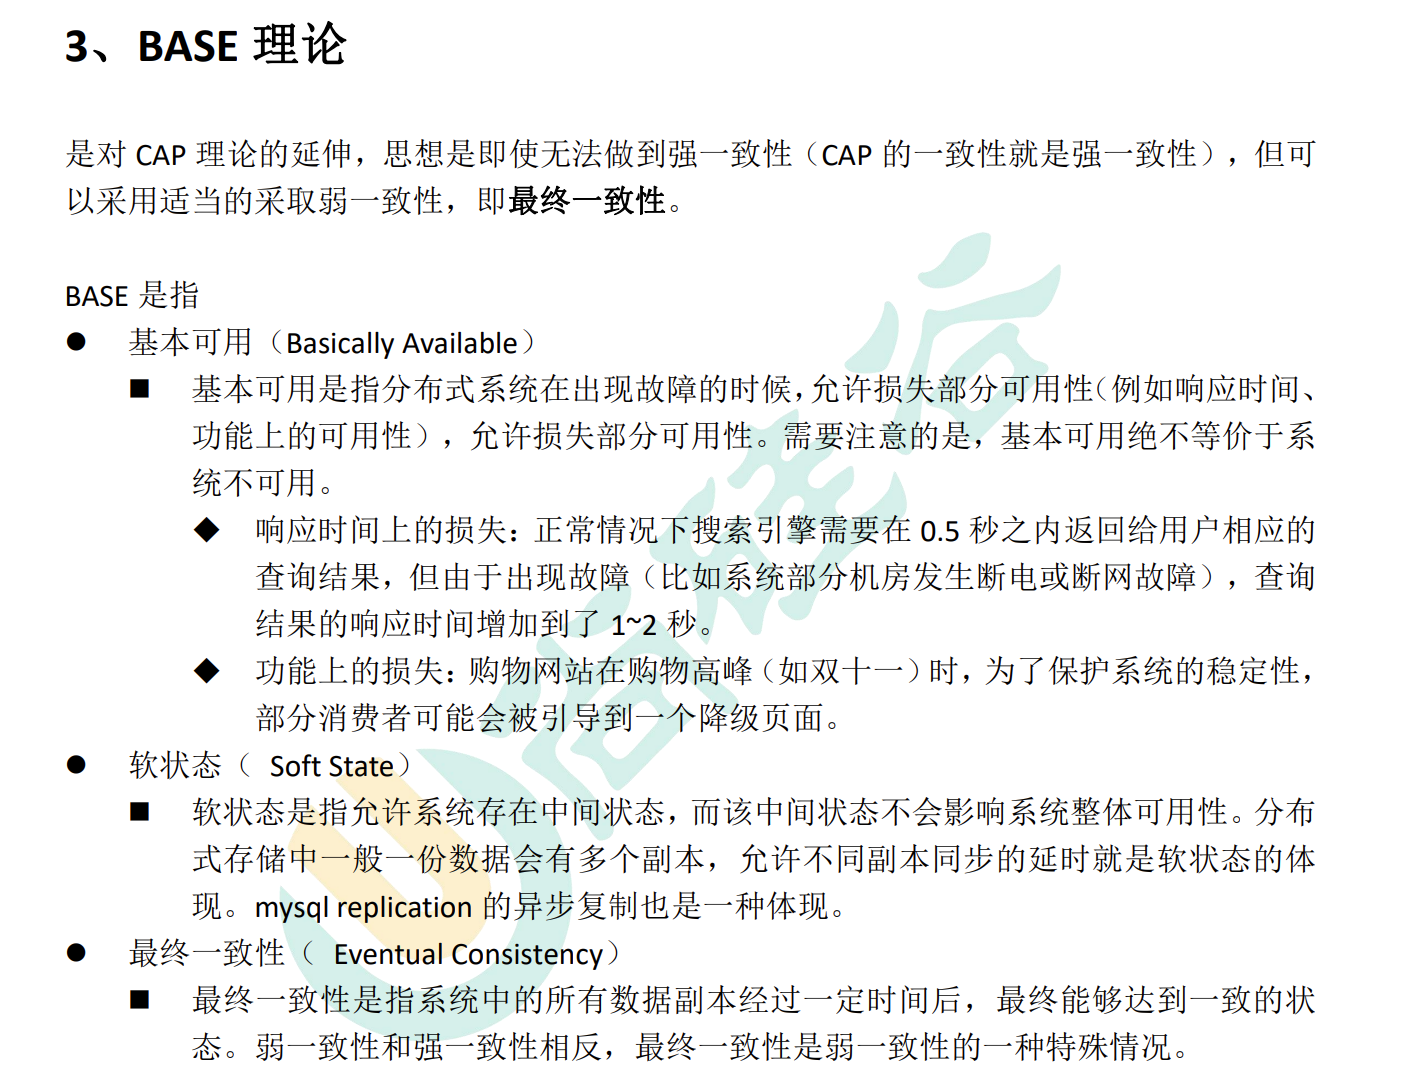 3、BASE 理论
是对 CAP 理论的延伸，思想是即使无法做到强一致性（CAP 的一致性就是强一致性），但可
以采用适当的采取弱一致性，即最终一致性。
BASE 是指
● 基本可用（Basically Available）
■ 基本可用是指分布式系统在出现故障的时候，允许损失部分可用性（例如响应时间、
功能上的可用性），允许损失部分可用性。需要注意的是，基本可用绝不等价于系
统不可用。
◆ 响应时间上的损失：正常情况下搜索引擎需要在 0.5 秒之内返回给用户相应的
查询结果，但由于出现故障（比如系统部分机房发生断电或断网故障），查询
结果的响应时间增加到了 1~2 秒。
◆ 功能上的损失：购物网站在购物高峰（如双十一）时，为了保护系统的稳定性，
部分消费者可能会被引导到一个降级页面。
● 软状态（ Soft State）
■ 软状态是指允许系统存在中间状态，而该中间状态不会影响系统整体可用性。分布
式存储中一般一份数据会有多个副本，允许不同副本同步的延时就是软状态的体
现。mysql replication 的异步复制也是一种体现。
● 最终一致性（ Eventual Consistency）
■ 最终一致性是指系统中的所有数据副本经过一定时间后，最终能够达到一致的状
态。弱一致性和强一致性相反，最终一致性是弱一致性的一种特殊情况。
尚硅谷